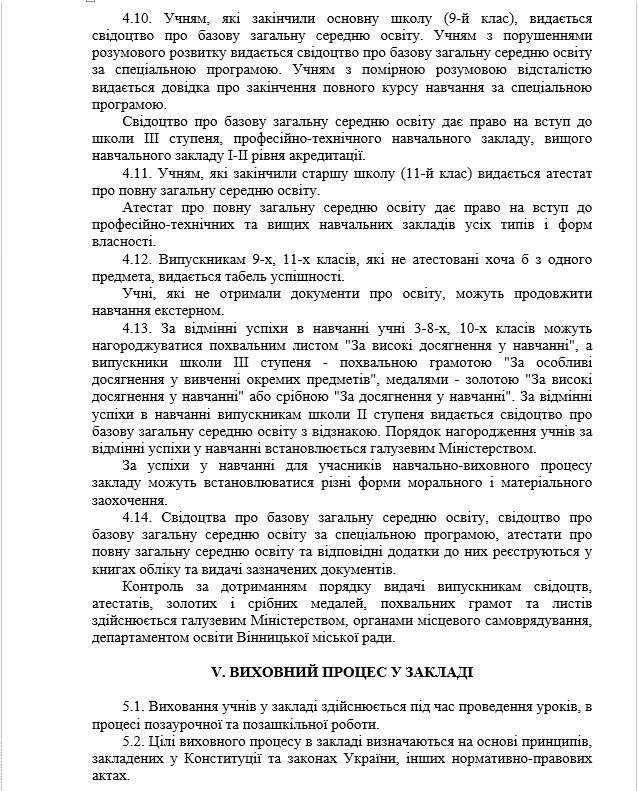 4.10. Учням, які закінчили основну школу (9-й клас), видається
свідоцтво про базову загальну середню освіту. Учням з порушеннями
розумового розвитку видається свідоцтво про базову загальну середню освіту
за спеціальною програмою. Учням з помірною розумовою відсталістю
видається довідка про закінчення повного курсу навчання за спеціальною
програмою.
Свідоцтво про базову загальну середню освіту дає право на вступ до
школи III ступеня, професійно-технічного навчального закладу, вищого
навчального закладу I-II рівня акредитації.
4.11. Учням, які закінчили старшу школу (11-й клас) видається атестат
про повну загальну середню освіту.
Атестат про повну загальну середню освіту дає право на вступ до
професійно-технічних та вищих навчальних закладів усіх типів і форм
власності.
4.12. Випускникам 9-х, 11-х класів, які не атестовані хоча б з одного
предмета, видається табель успішності.
Учні, які не отримали документи про освіту, можуть продовжити
навчання екстерном.
4.13. За відмінні успіхи в навчанні учні 3-8-х, 10-х класів можуть
нагороджуватися похвальним листом "За високі досягнення у навчанні", а
випускники школи III ступеня - похвальною грамотою "За особливі
досягнення у вивченні окремих предметів", медалями - золотою "За високі
досягнення у навчанні" або срібною "За досягнення у навчанні". За відмінні
успіхи в навчанні випускникам школи II ступеня видається свідоцтво про
базову загальну середню освіту з відзнакою. Порядок нагородження учнів за
відмінні успіхи у навчанні встановлюється галузевим Міністерством.
За успіхи у навчанні для учасників навчально-виховного процесу
закладу можуть встановлюватися різні форми морального і матеріального
заохочення.
4.14. Свідоцтва про базову загальну середню освіту, свідоцтво про
базову загальну середню освіту за спеціальною програмою, атестати про
повну загальну середню освіту та відповідні додатки до них реєструються у
книгах обліку та видачі зазначених документів.
Контроль за дотриманням порядку видачі випускникам свідоцтв,
атестатів, золотих і срібних медалей, похвальних грамот та листів
здійснюється галузевим Міністерством, органами місцевого самоврядування,
департаментом освіти Вінницької міської ради.
V. ВИХОВНИЙ ПРОЦЕС У ЗАКЛАДІ
5.1. Виховання учнів у закладі здійснюється під час проведення уроків, в
процесі позаурочної та позашкільної роботи.
5.2. Цілі виховного процесу в закладі визначаються на основі принципів,
закладених у Конституції та законах України, інших нормативно-правових
актах.